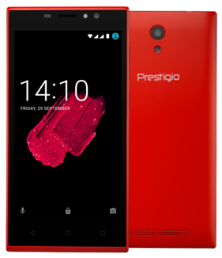 14:10
FRIDAY, 29 SEPTEMBER
Prestigio